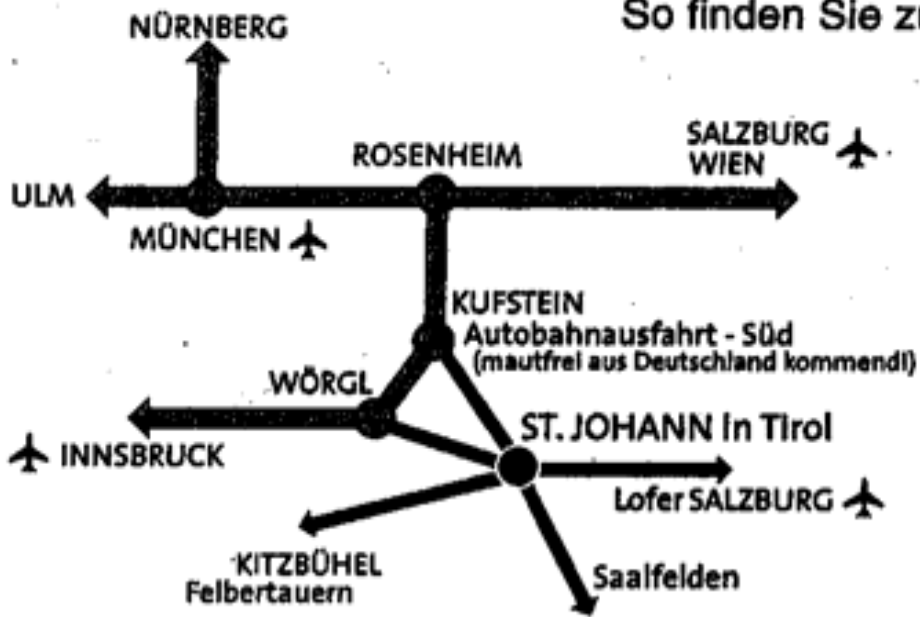 So finden Sie zu
NÜRNBERG
SALZBURG
WIEN
ROSENHEIM
ULM
MÜNCHEN
KUFSTEIN
Autobahnausfahrt - Süd
(mautfrei aus Deutschland kommend!)
WÖRGL
ST. JOHANN in Tirol
INNSBRUCK
Lofer SALZBURG
KITZBÜHEL
Felbertauern
Saalfelden